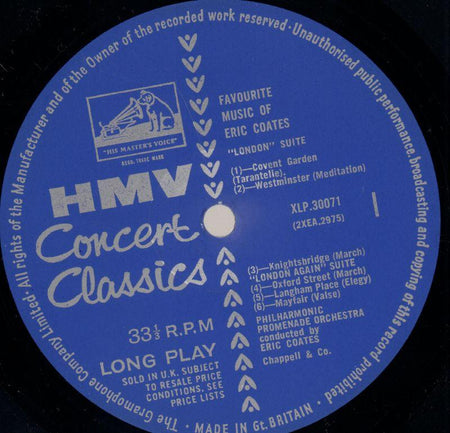 All rights of the Manufacturer and of the Owner of the recorded work reserved · Unauthorised public performance, broadcasting and copying of this record prohibited
"HIS MASTER'S VOICE"
REGD. TRADE MARK
HMV
Concert
Classics
33⅓ R.P.M
LONG PLAY
SOLD IN U.K. SUBJECT
TO RESALE PRICE
CONDITIONS, SEE
PRICE LISTS
FAVOURITE
MUSIC OF
ERIC COATES
"LONDON" SUITE
(1)—Covent Garden
(Tarantelle).
(2)—Westminster (Meditation)
XLP.30071
(2XEA.2975)
I
(3)—Knightsbridge (March)
"LONDON AGAIN" SUITE
(4)—Oxford Street (March)
(5)—Langham Place (Elegy)
(6)—Mayfair (Valse)
PHILHARMONIC
PROMENADE ORCHESTRA
conducted by
ERIC COATES
Chappell & Co.
The Gramophone Company Limited ·
· MADE IN Gt. BRITAIN ·